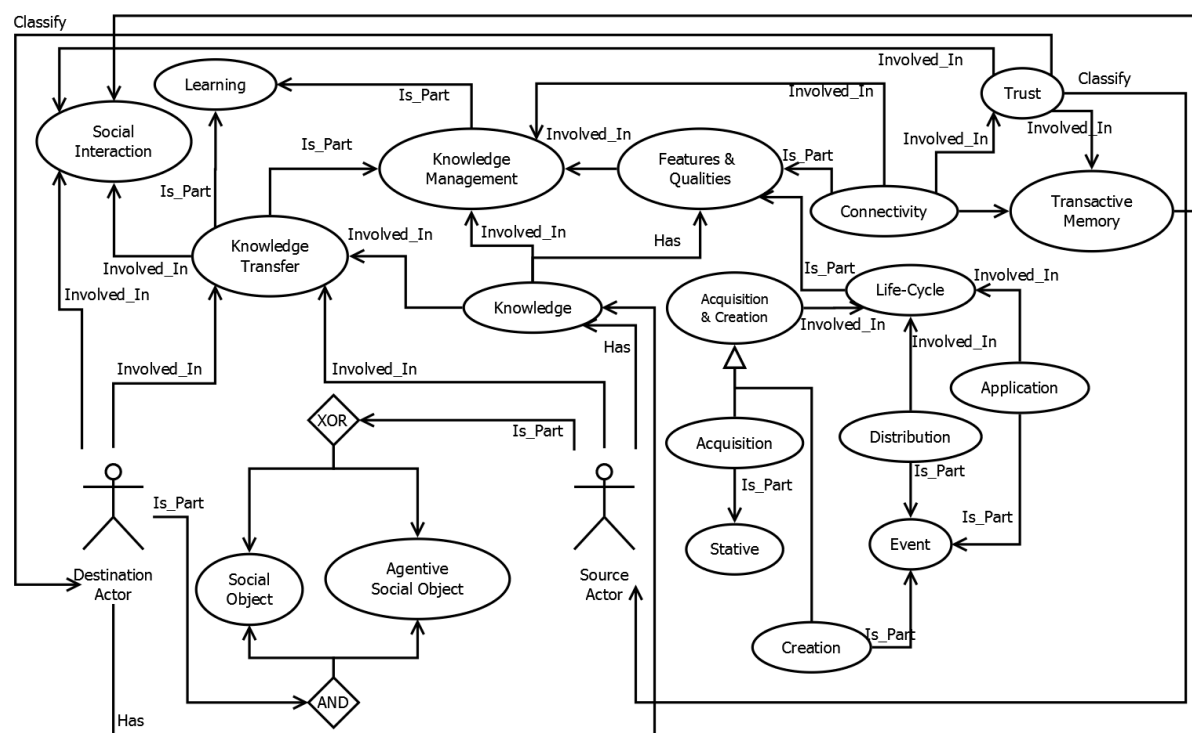 Classify
Involved_In
Classify
Learning
Is_Part
Involved_In
Trust
Social
Interaction
Is_Part
Knowledge
Management
Involved_In
Features &
Qualities
Is_Part
Involved_In
Involved_In
Is_Part
Connectivity
Transactive
Memory
Knowledge
Transfer
Involved_In
Involved_In
Has
Involved_In
Is_Part
Involved_In
Involved_In
Knowledge
Acquisition
& Creation
Life-Cycle
Involved_In
Has
Involved_In
Involved_In
Involved_In
Application
XOR
Is_Part
Acquisition
Distribution
Is_Part
Is_Part
Is_Part
Is_Part
Stative
Event
Destination
Actor
Social
Object
Agentive
Social Object
Source
Actor
Is_Part
Creation
AND
Has